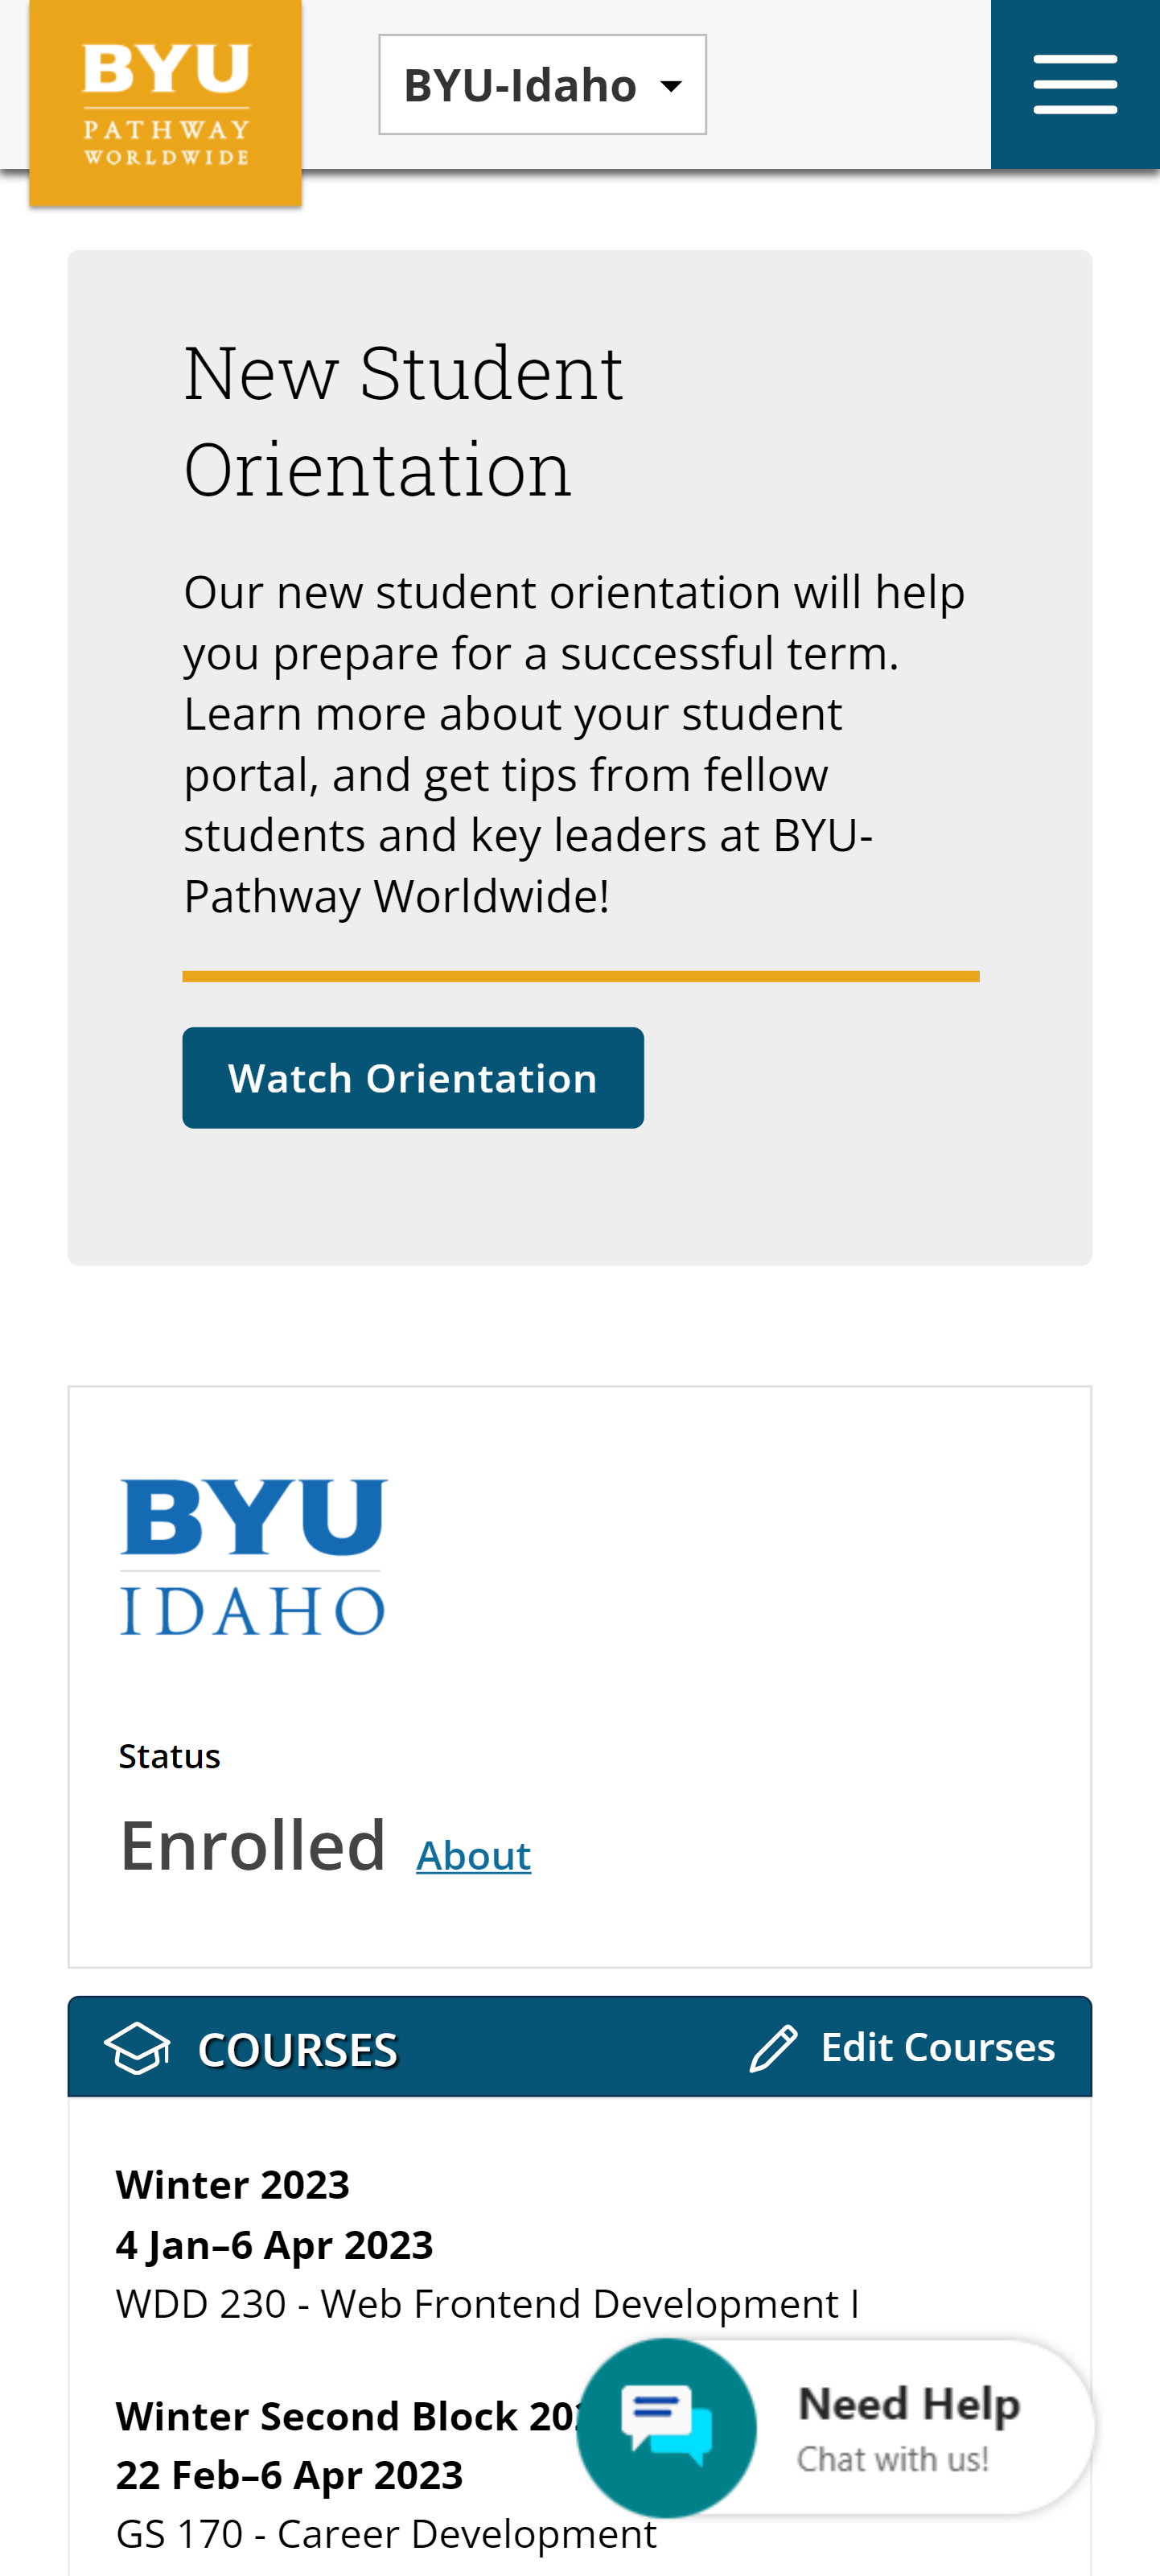 BYU
PATHWAY
WORLDWIDE
BYU-Idaho
New Student
Orientation
Our new student orientation will help
you prepare for a successful term.
Learn more about your student
portal, and get tips from fellow
students and key leaders at BYU-
Pathway Worldwide!
Watch Orientation
BYU
IDAHO
Status
Enrolled About
COURSES Edit Courses
Winter 2023
4 Jan–6 Apr 2023
WDD 230 - Web Frontend Development I
Winter Second Block
22 Feb–6 Apr 2023
GS 170 - Career Development
Need Help
Chat with us!